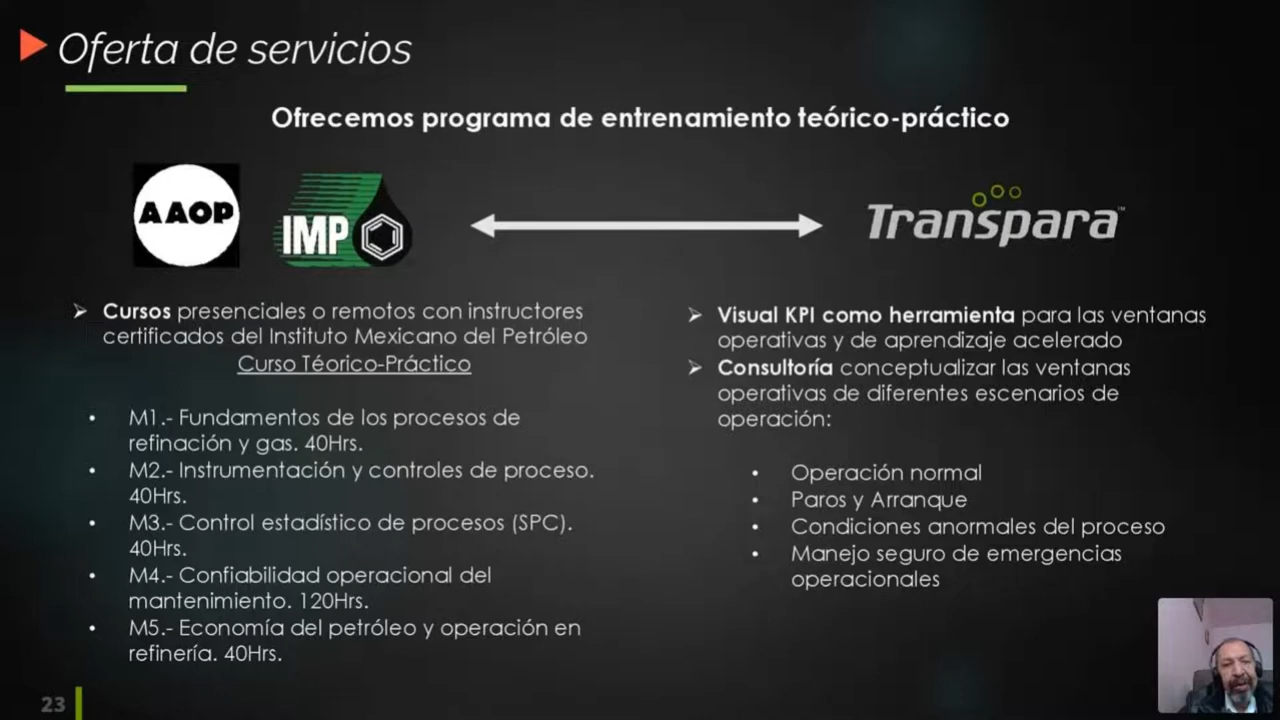 Oferta de servicios
Ofrecemos programa de entrenamiento teórico-práctico
AAOP
IMP
Transpara™
Cursos presenciales o remotos con instructores
certificados del Instituto Mexicano del Petróleo
Curso Téorico-Práctico
M1.- Fundamentos de los procesos de
refinación y gas. 40Hrs.
M2.- Instrumentación y controles de proceso.
40Hrs.
M3.- Control estadístico de procesos (SPC).
40Hrs.
M4.- Confiabilidad operacional del
mantenimiento. 120Hrs.
M5.- Economía del petróleo y operación en
refinería. 40Hrs.
Visual KPI como herramienta para las ventanas
operativas y de aprendizaje acelerado
Consultoría conceptualizar las ventanas
operativas de diferentes escenarios de
operación:
Operación normal
Paros y Arranque
Condiciones anormales del proceso
Manejo seguro de emergencias
operacionales
23